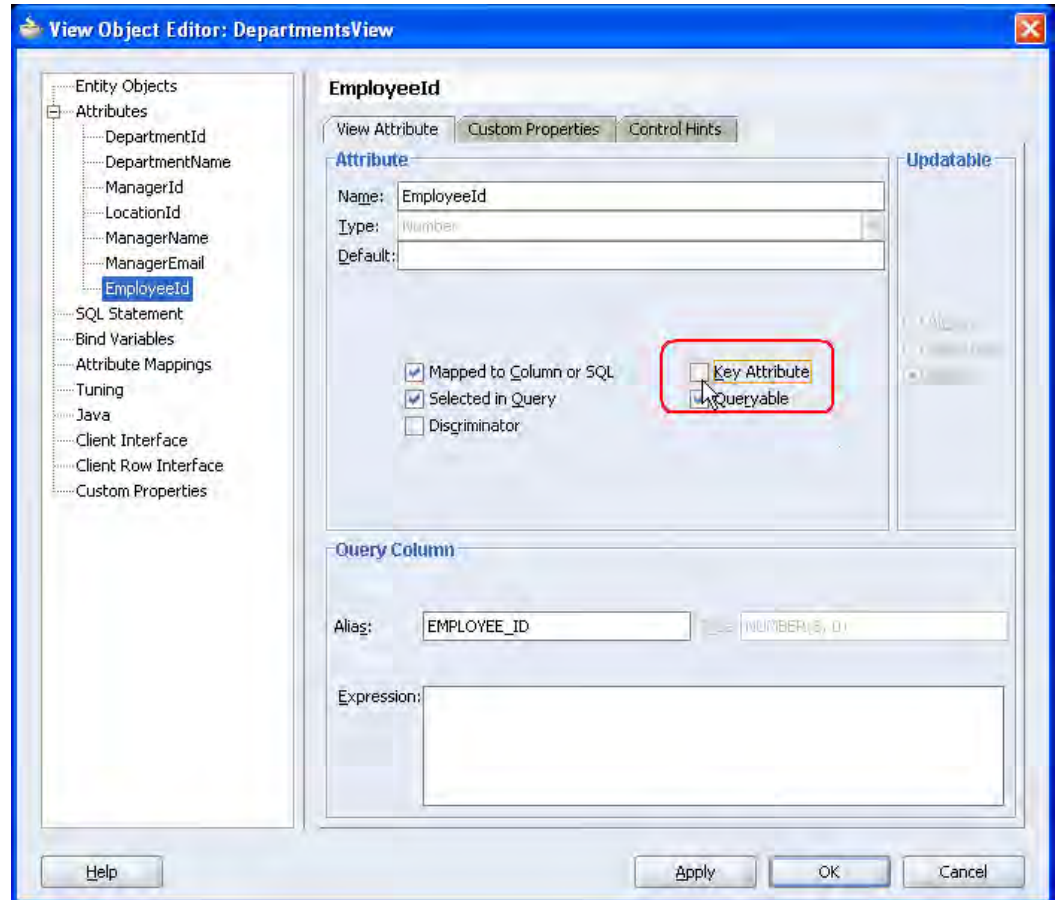 View Object Editor: DepartmentsView
Entity Objects
Attributes
DepartmentId
DepartmentName
ManagerId
LocationId
ManagerName
ManagerEmail
EmployeeId
SQL Statement
Bind Variables
Attribute Mappings
Tuning
Java
Client Interface
Client Row Interface
Custom Properties
EmployeeId
View Attribute Custom Properties Control Hints
Attribute
Updatable
Name: EmployeeId
Type: Number
Default:
Mapped to Column or SQL Key Attribute
Selected in Query Queryable
Discriminator
Query Column
Alias: EMPLOYEE_ID
Expression:
Help Apply OK Cancel